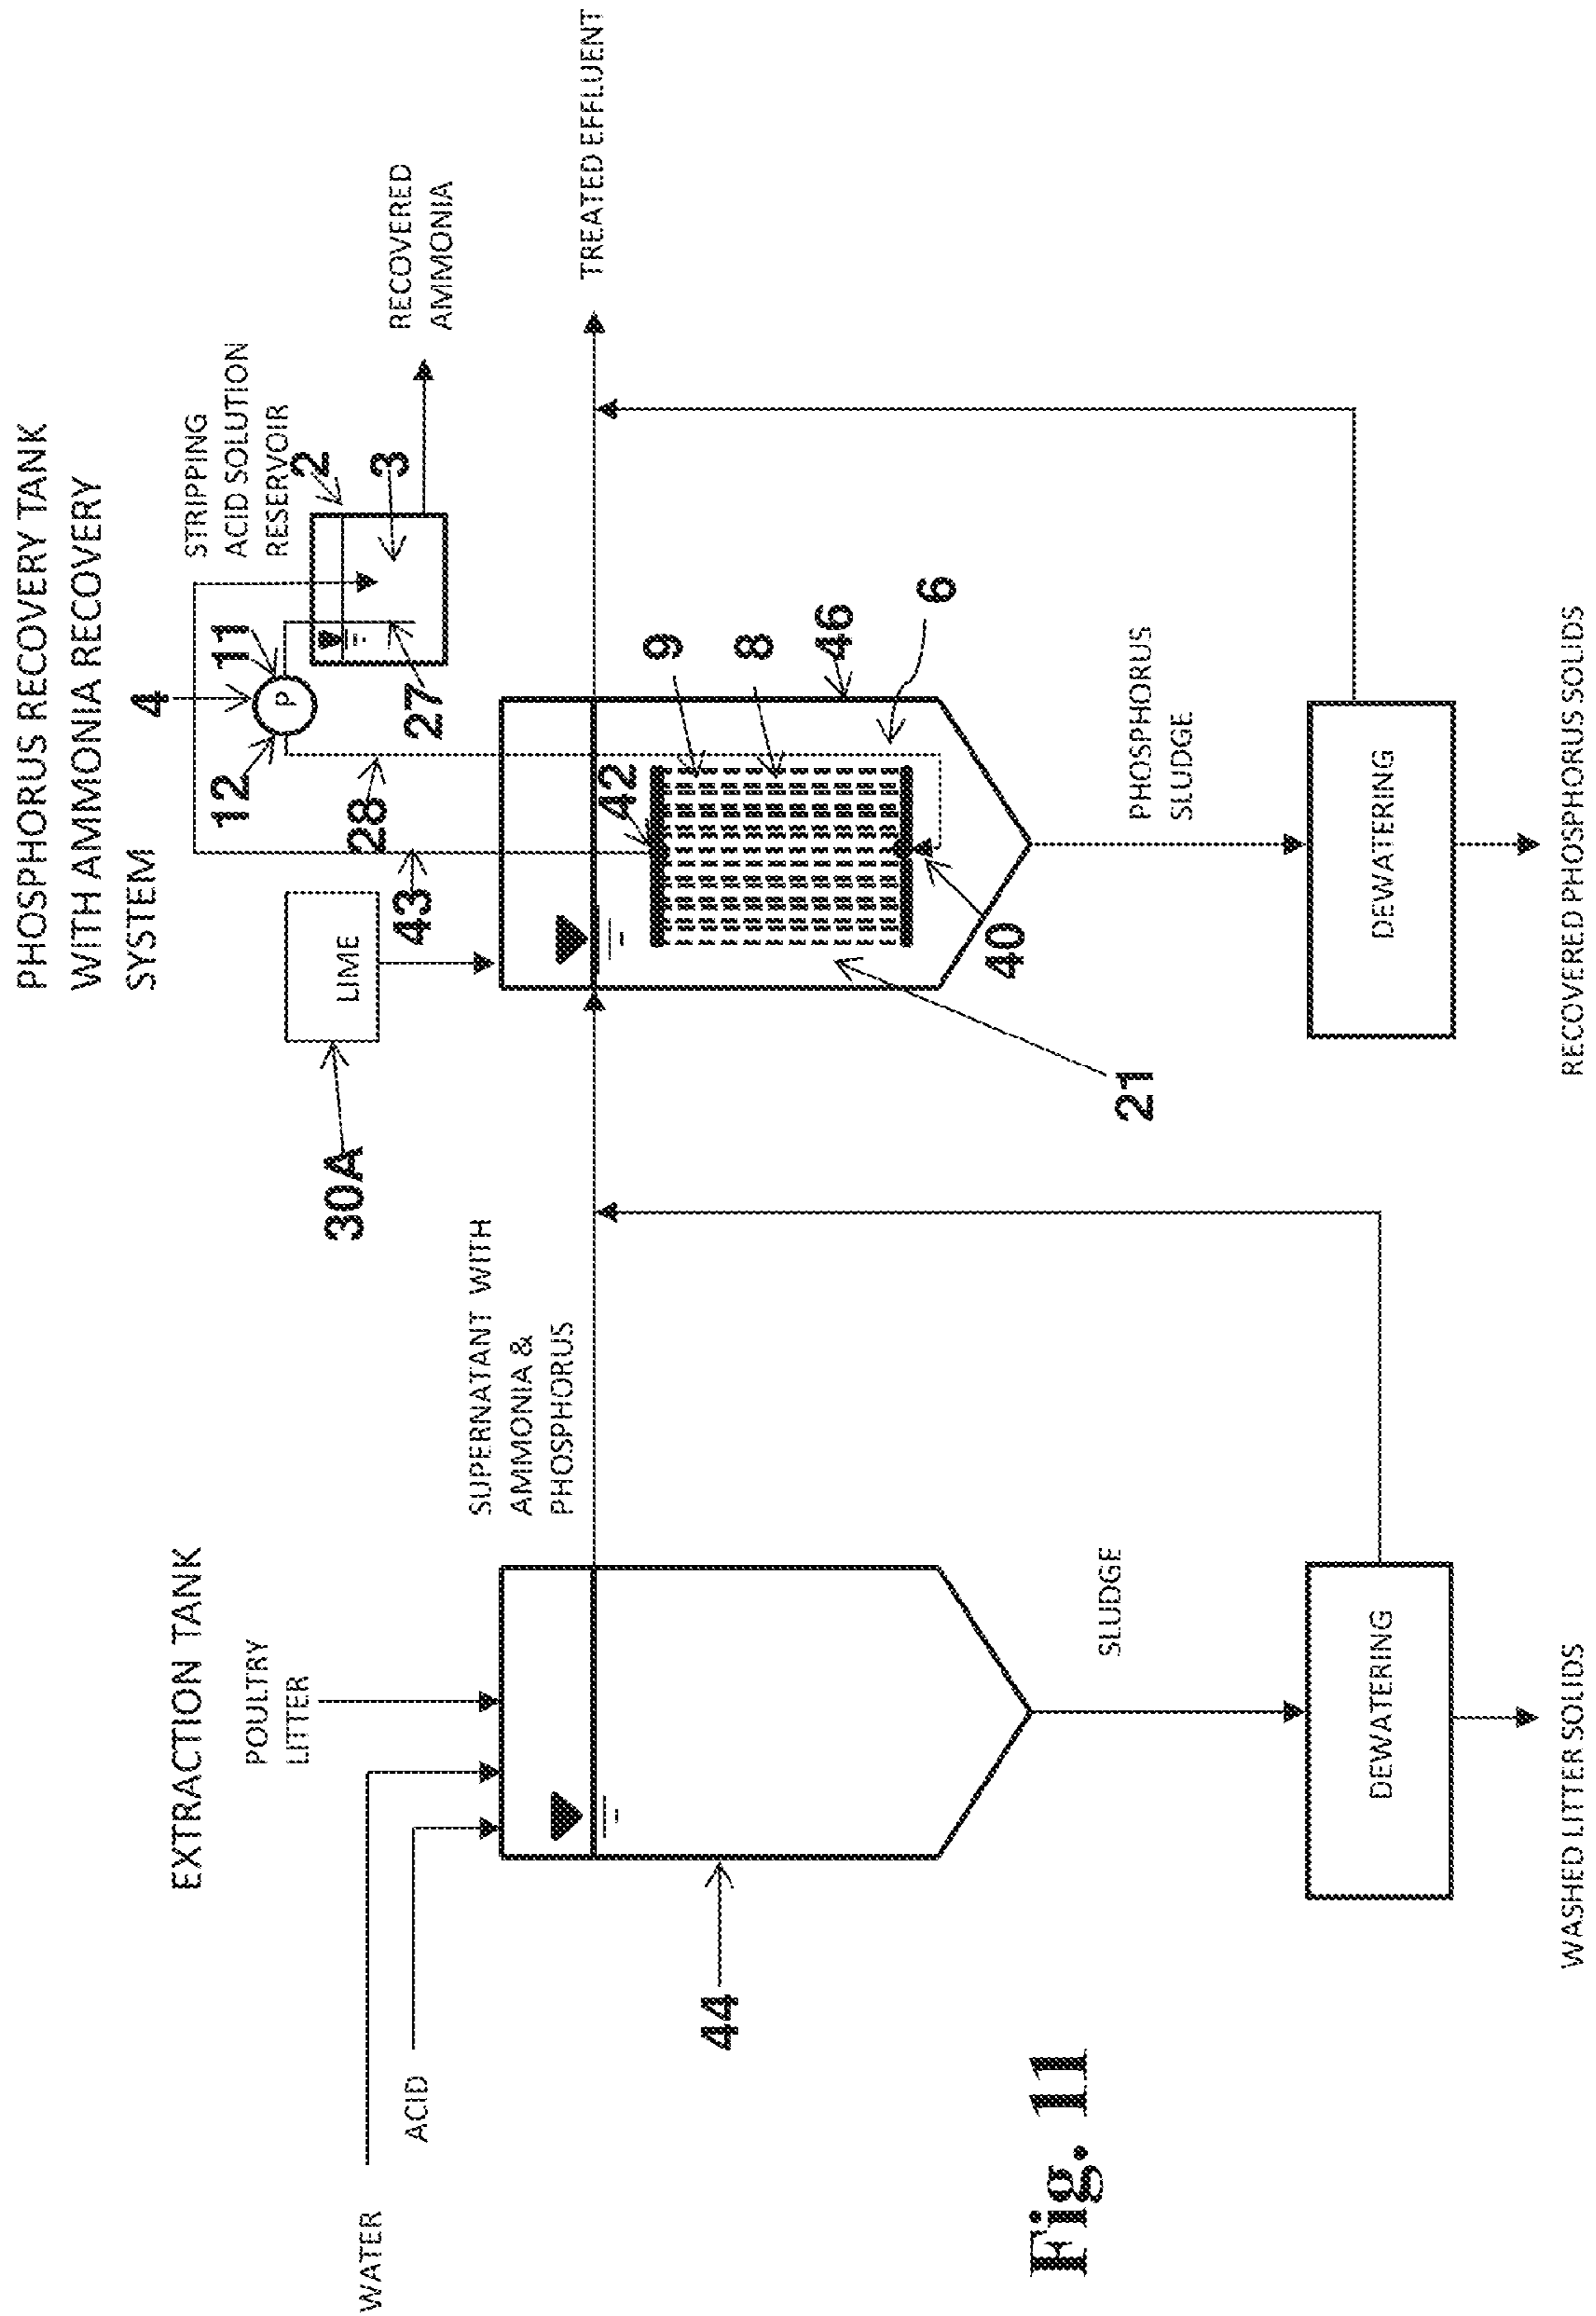 PHOSPHORUS RECOVERY TANK
WITH AMMONIA RECOVERY
SYSTEM
EXTRACTION TANK
POULTRY
LITTER
WATER
ACID
44
SLUDGE
DEWATERING
WASHED LITTER SOLIDS
SUPERNATANT WITH
AMMONIA &
PHOSPHORUS
30A
LIME
43
28
12
4
11
P
27
STRIPPING
ACID SOLUTION
RESERVOIR
2
3
RECOVERED
AMMONIA
42
9
8
46
6
40
21
TREATED EFFLUENT
PHOSPHORUS
SLUDGE
DEWATERING
RECOVERED PHOSPHORUS SOLIDS
Fig. 11